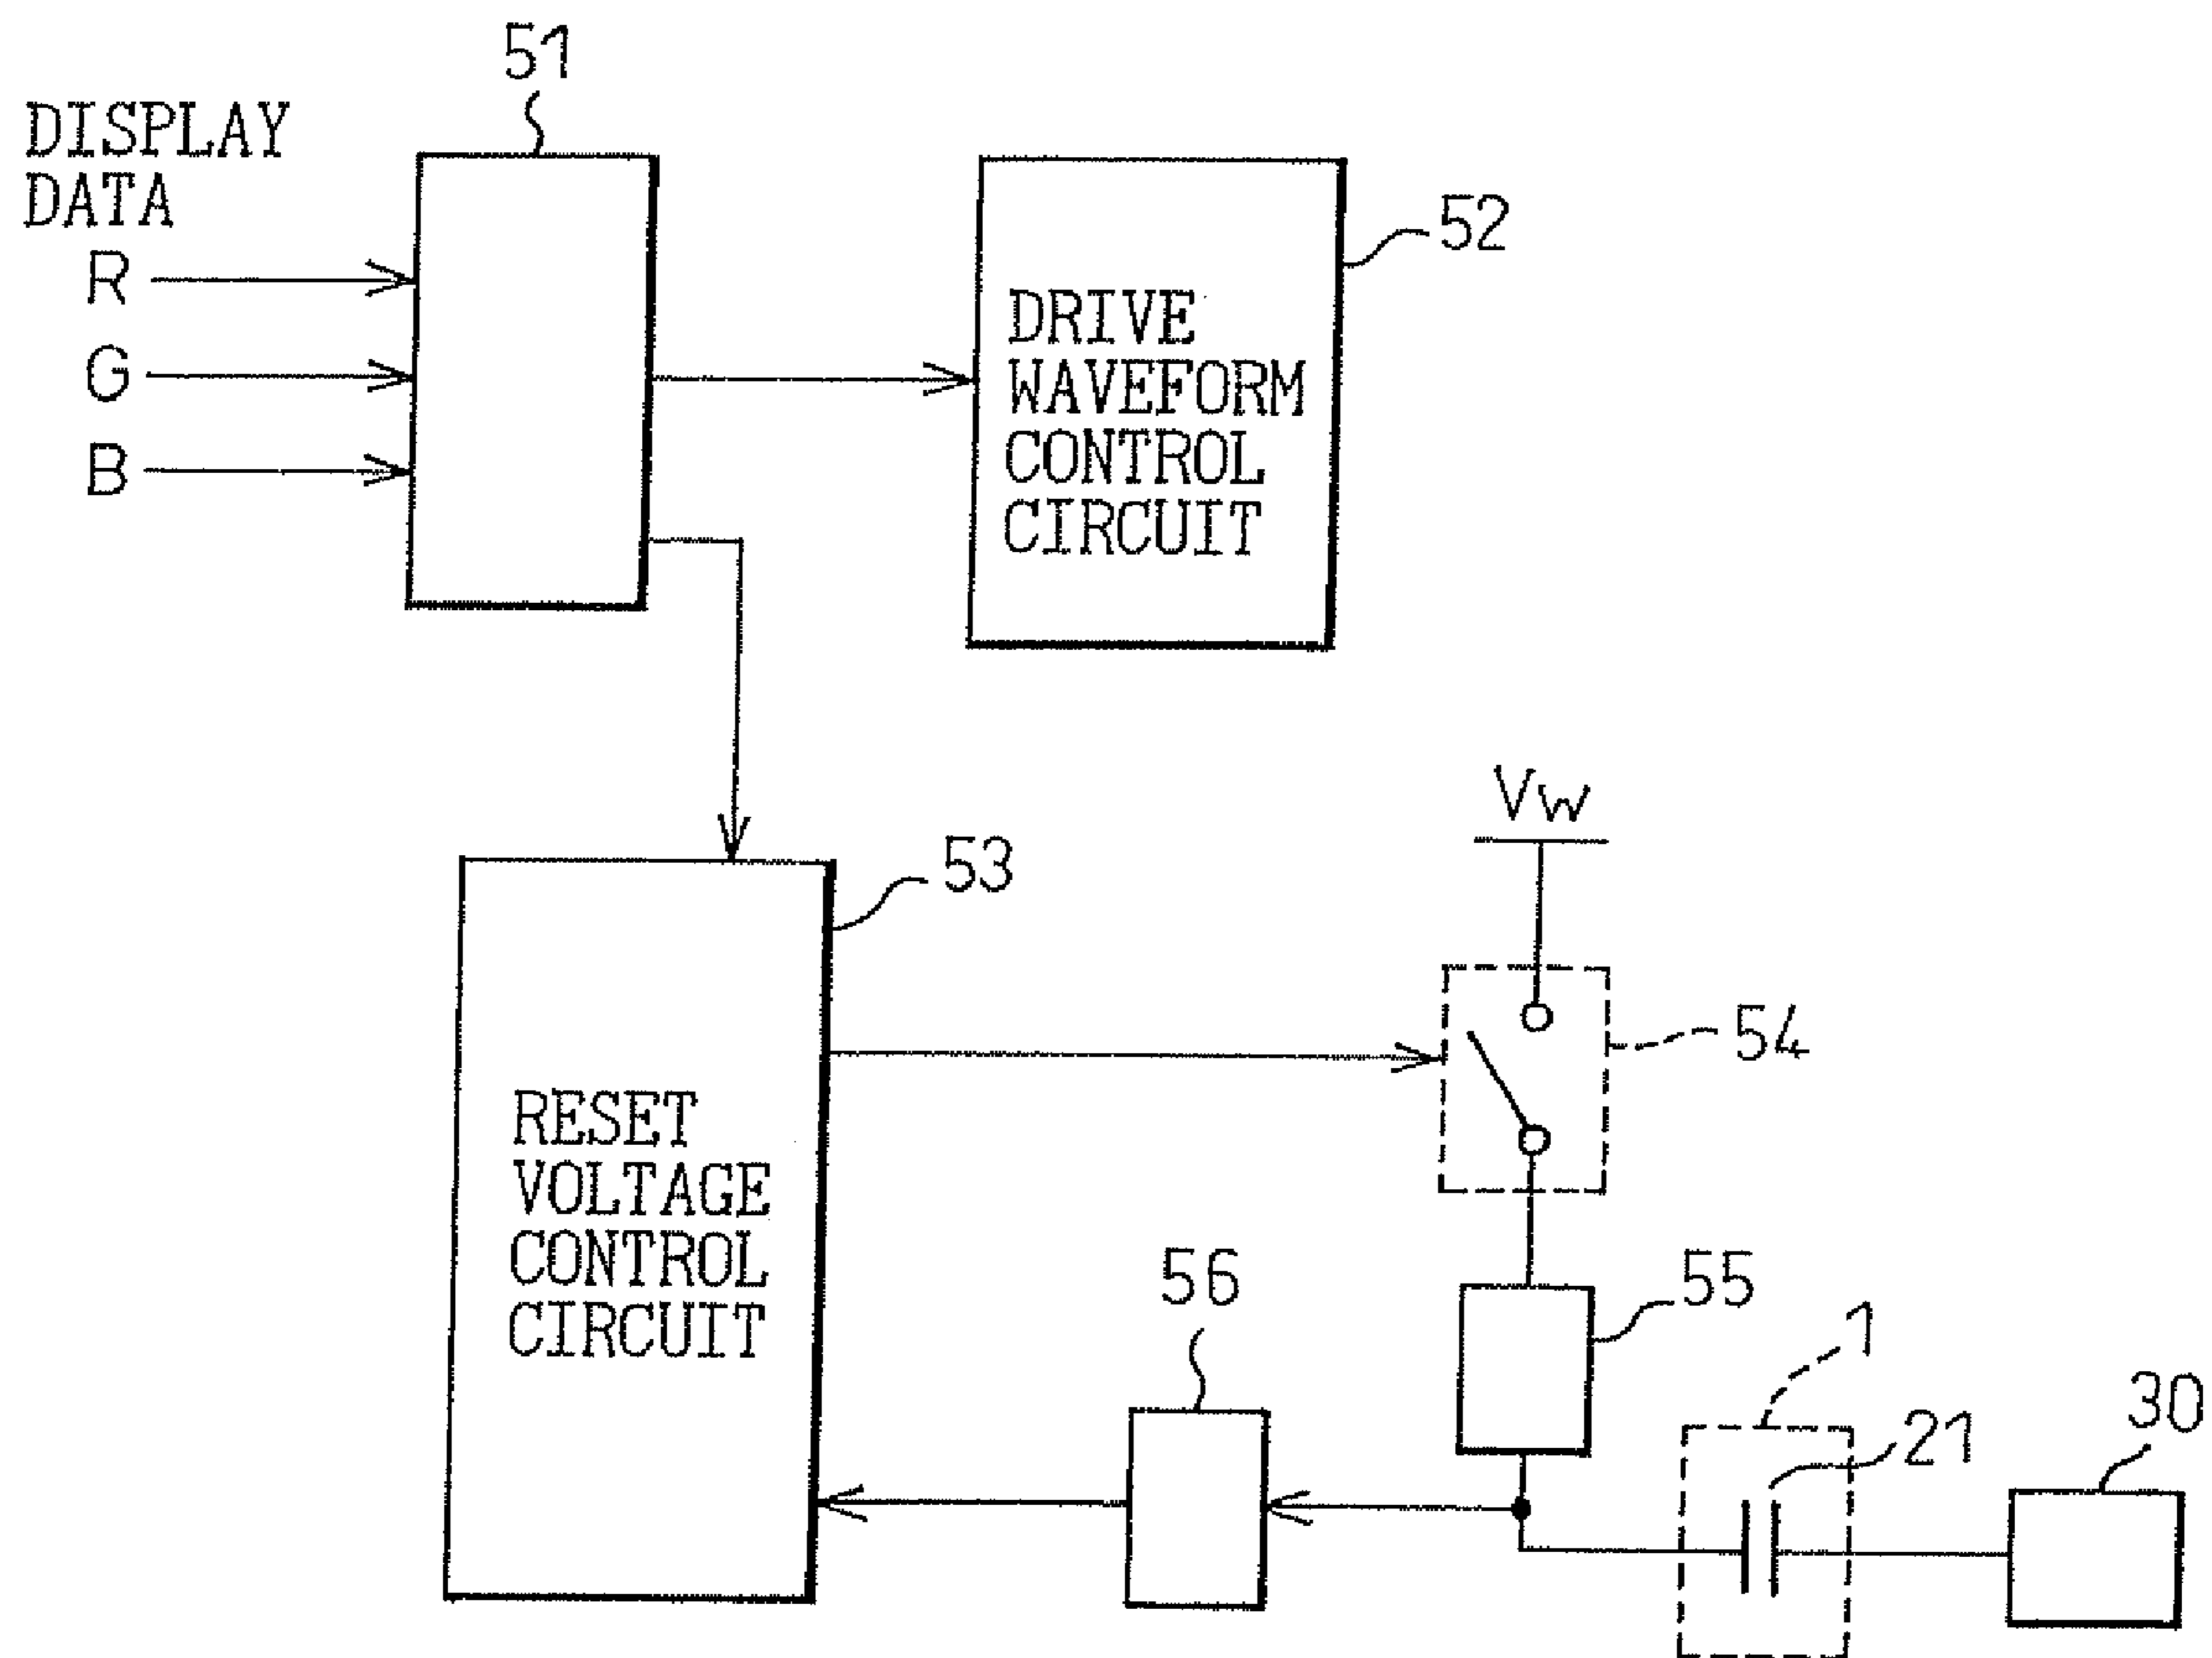 51
DISPLAY
DATA
R
G
B
52
DRIVE
WAVEFORM
CONTROL
CIRCUIT
Vw
53
54
RESET
VOLTAGE
CONTROL
CIRCUIT
56
55
1
21
30